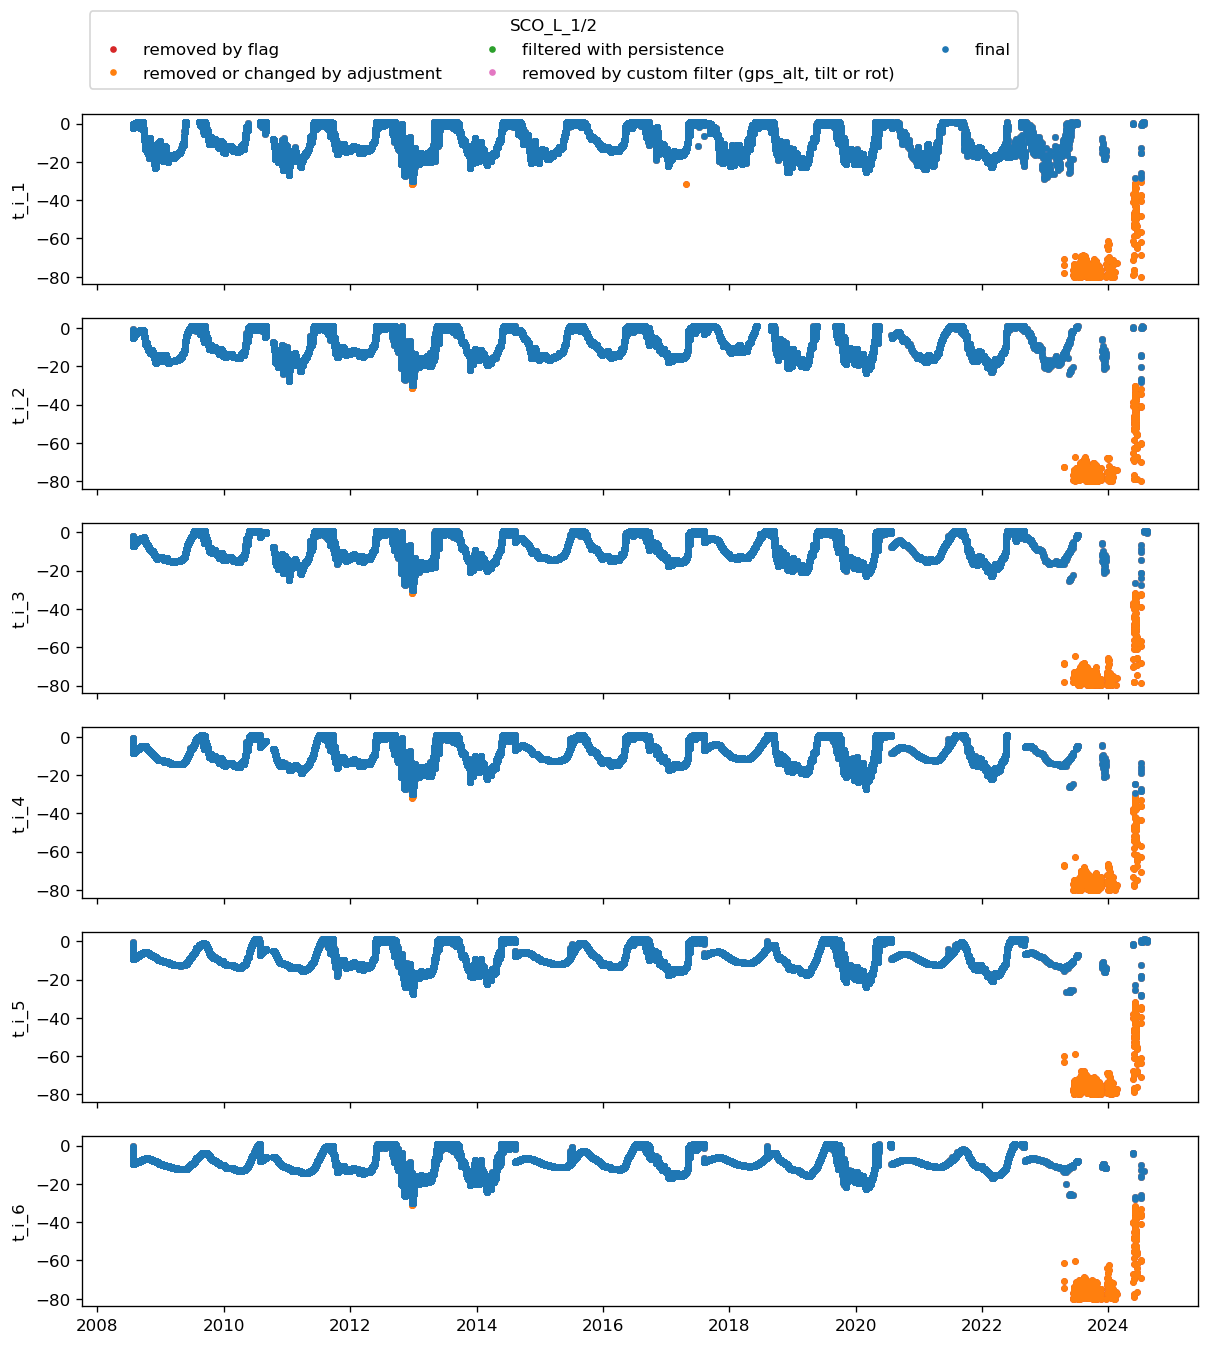 SCO_L_1/2
removed by flag
filtered with persistence
final
removed or changed by adjustment
removed by custom filter (gps_alt, tilt or rot)
0
−20
−40
−60
−80
t_i_1
0
−20
−40
−60
−80
t_i_2
0
−20
−40
−60
−80
t_i_3
0
−20
−40
−60
−80
t_i_4
0
−20
−40
−60
−80
t_i_5
0
−20
−40
−60
−80
t_i_6
2008 2010 2012 2014 2016 2018 2020 2022 2024